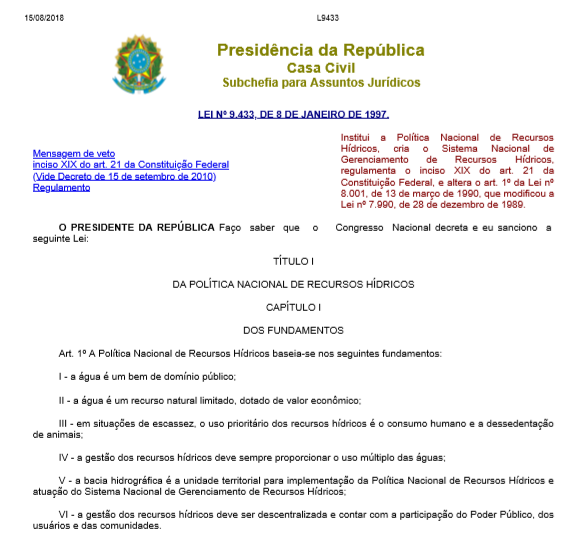 15/08/2018 L9433
Presidência da República
Casa Civil
Subchefia para Assuntos Jurídicos
LEI Nº 9.433, DE 8 DE JANEIRO DE 1997.
Mensagem de veto
inciso XIX do art. 21 da Constituição Federal
(Vide Decreto de 15 de setembro de 2010)
Regulamento
Institui a Política Nacional de Recursos
Hídricos, cria o Sistema Nacional de
Gerenciamento de Recursos Hídricos,
regulamenta o inciso XIX do art. 21 da
Constituição Federal, e altera o art. 1º da Lei nº
8.001, de 13 de março de 1990, que modificou a
Lei nº 7.990, de 28 de dezembro de 1989.
O PRESIDENTE DA REPÚBLICA Faço saber que o Congresso Nacional decreta e eu sanciono a
seguinte Lei:
TÍTULO I
DA POLÍTICA NACIONAL DE RECURSOS HÍDRICOS
CAPÍTULO I
DOS FUNDAMENTOS
Art. 1º A Política Nacional de Recursos Hídricos baseia-se nos seguintes fundamentos:
I - a água é um bem de domínio público;
II - a água é um recurso natural limitado, dotado de valor econômico;
III - em situações de escassez, o uso prioritário dos recursos hídricos é o consumo humano e a dessedentação
de animais;
IV - a gestão dos recursos hídricos deve sempre proporcionar o uso múltiplo das águas;
V - a bacia hidrográfica é a unidade territorial para implementação da Política Nacional de Recursos Hídricos e
atuação do Sistema Nacional de Gerenciamento de Recursos Hídricos;
VI - a gestão dos recursos hídricos deve ser descentralizada e contar com a participação do Poder Público, dos
usuários e das comunidades.